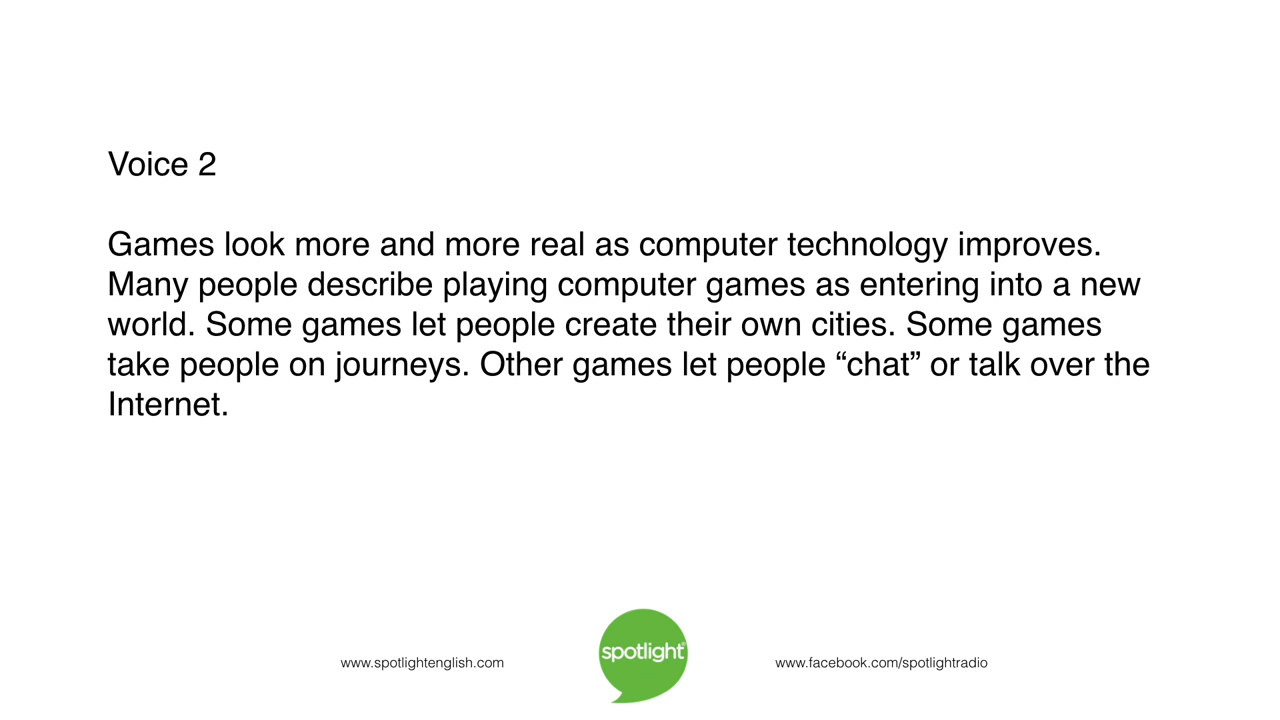 Voice 2
Games look more and more real as computer technology improves.
Many people describe playing computer games as entering into a new
world. Some games let people create their own cities. Some games
take people on journeys. Other games let people “chat” or talk over the
Internet.
www.spotlightenglish.com
spotlight®
www.facebook.com/spotlightradio